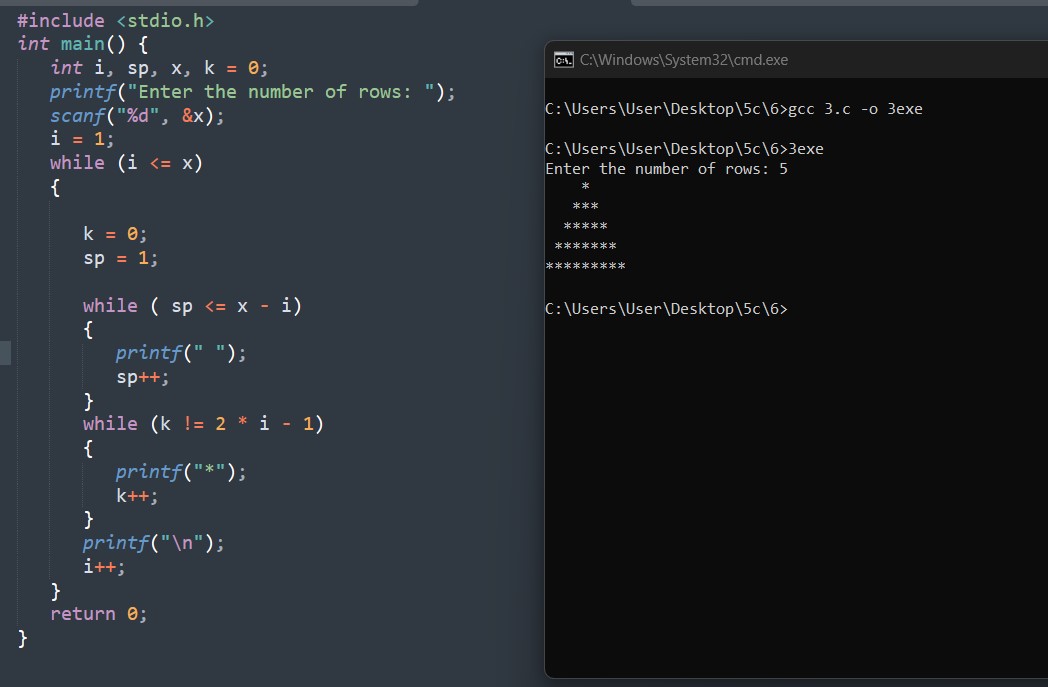 #include <stdio.h>
int main() {
int i, sp, x, k = 0;
printf("Enter the number of rows: ");
scanf("%d", &x);
i = 1;
while (i <= x)
{
k = 0;
sp = 1;
while ( sp <= x - i)
{
printf(" ");
sp++;
}
while (k != 2 * i - 1)
{
printf("*");
k++;
}
printf("\n");
i++;
}
return 0;
}
C:\Windows\System32\cmd.exe
C:\Users\User\Desktop\5c\6>gcc 3.c -o 3exe
C:\Users\User\Desktop\5c\6>3exe
Enter the number of rows: 5
    *
   ***
  *****
 *******
*********
C:\Users\User\Desktop\5c\6>